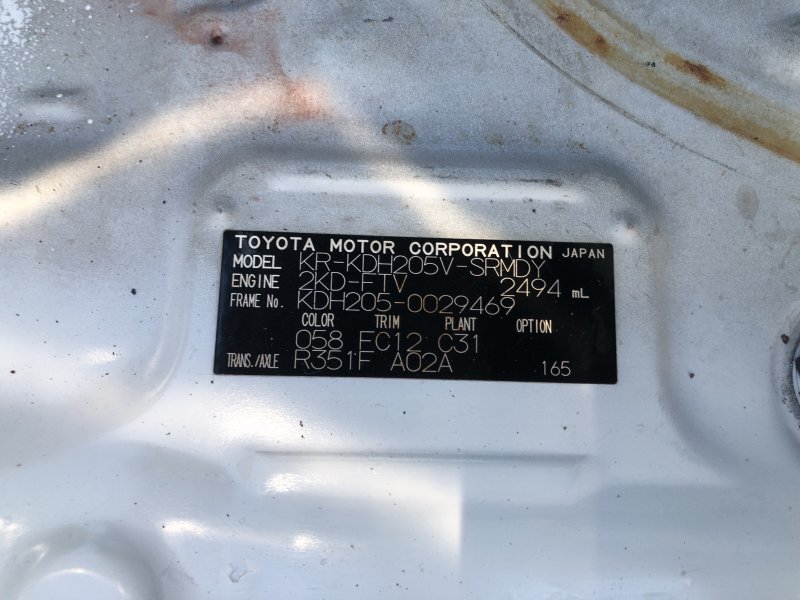 TOYOTA MOTOR CORPORATION JAPAN
MODEL KR-KDH205V-SRMDY
ENGINE 2KD-FTV 2494 mL
FRAME No. KDH205-0029469
COLOR TRIM PLANT OPTION
058 FC12 C31
TRANS./AXLE R351F A02A 165